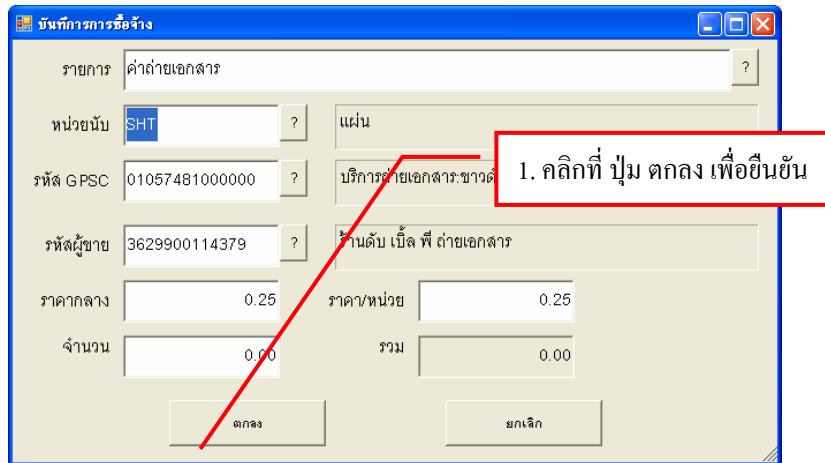 บันทึกการการซื้อจ้าง
รายการ ค่าถ่ายเอกสาร ?
หน่วยนับ SHT ? แผ่น
1. คลิกที่ ปุ่ม ตกลง เพื่อยืนยัน
รหัส GPSC 01057481000000 ? บริการถ่ายเอกสาร:ขาวดำ
รหัสผู้ขาย 3629900114379 ? ร้านดับ เบิ้ล พี ถ่ายเอกสาร
ราคากลาง 0.25 ราคา/หน่วย 0.25
จำนวน 0.00 รวม 0.00
ตกลง ยกเลิก